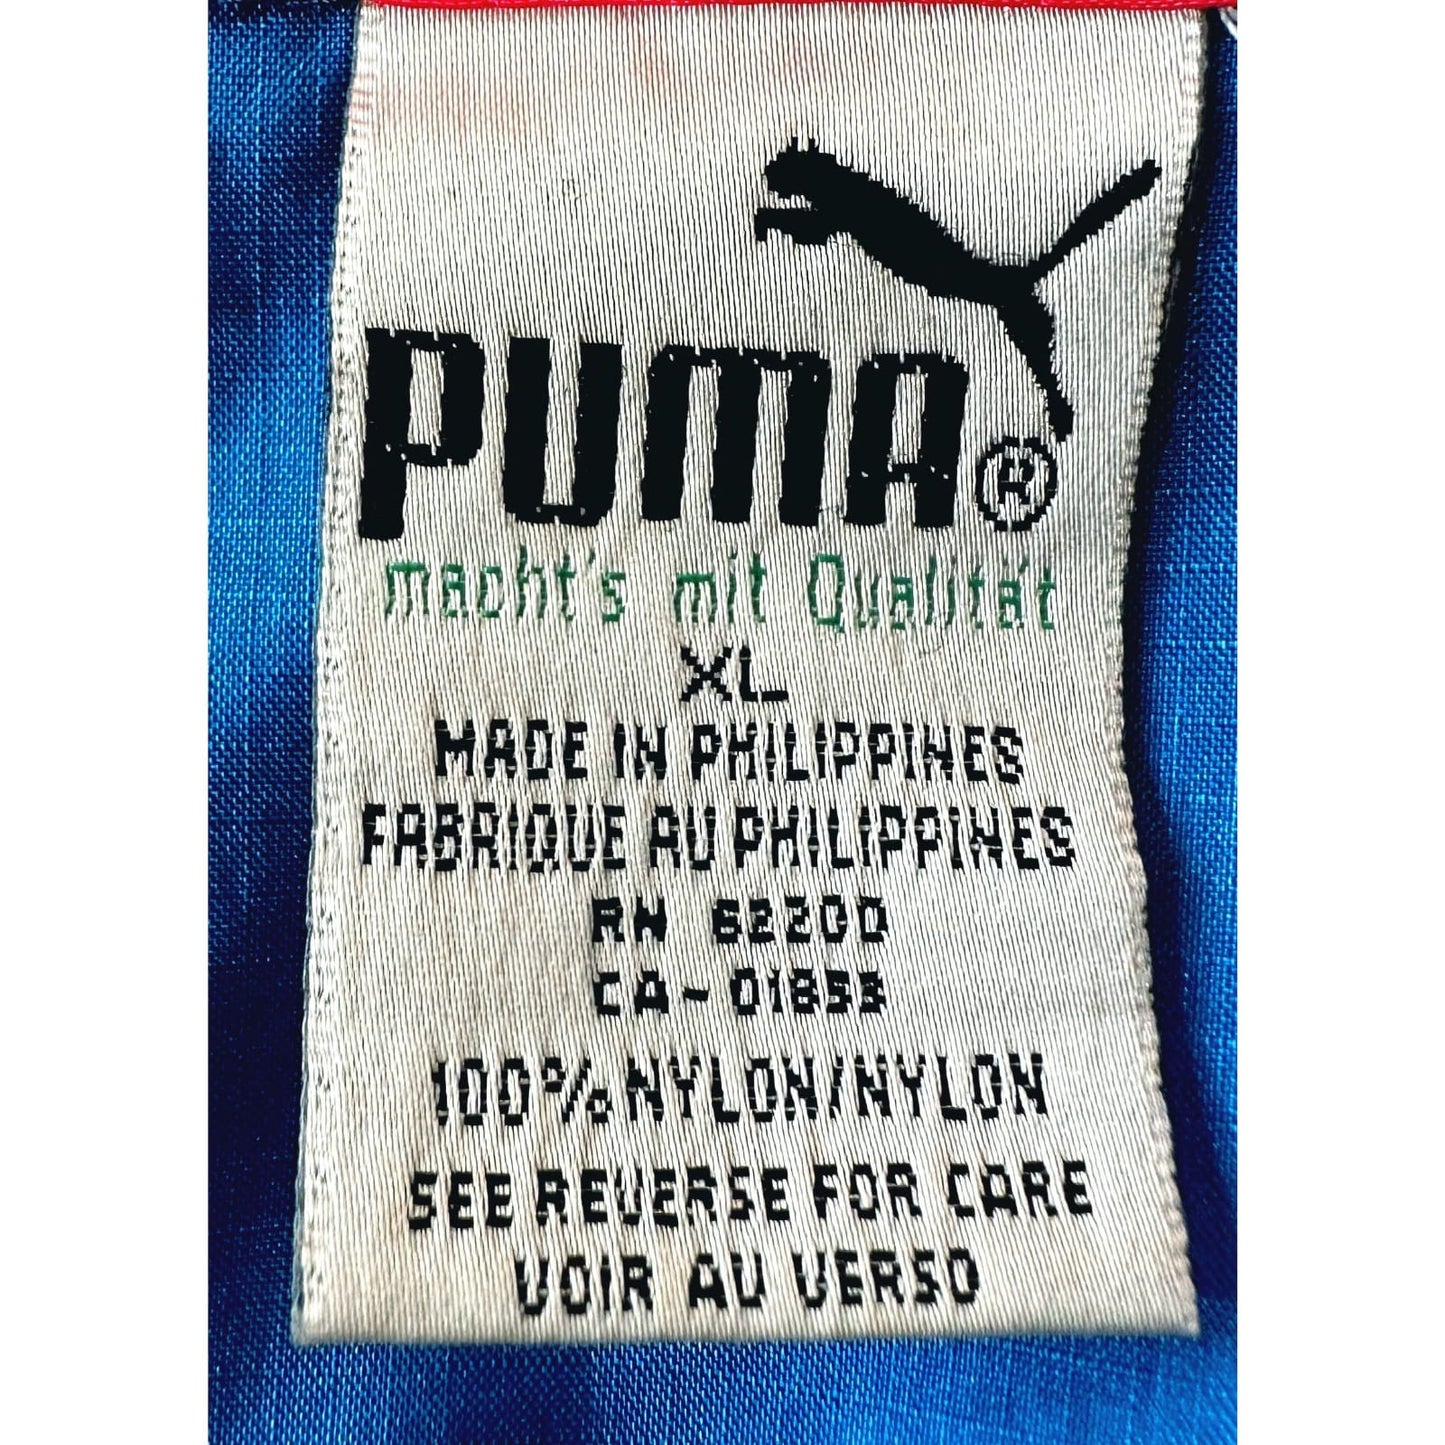 PUMA®
macht's mit Qualität
XL
MADE IN PHILIPPINES
FABRIQUE AU PHILIPPINES
RN 62200
CA-01853
100% NYLON/NYLON
SEE REVERSE FOR CARE
VOIR AU VERSO